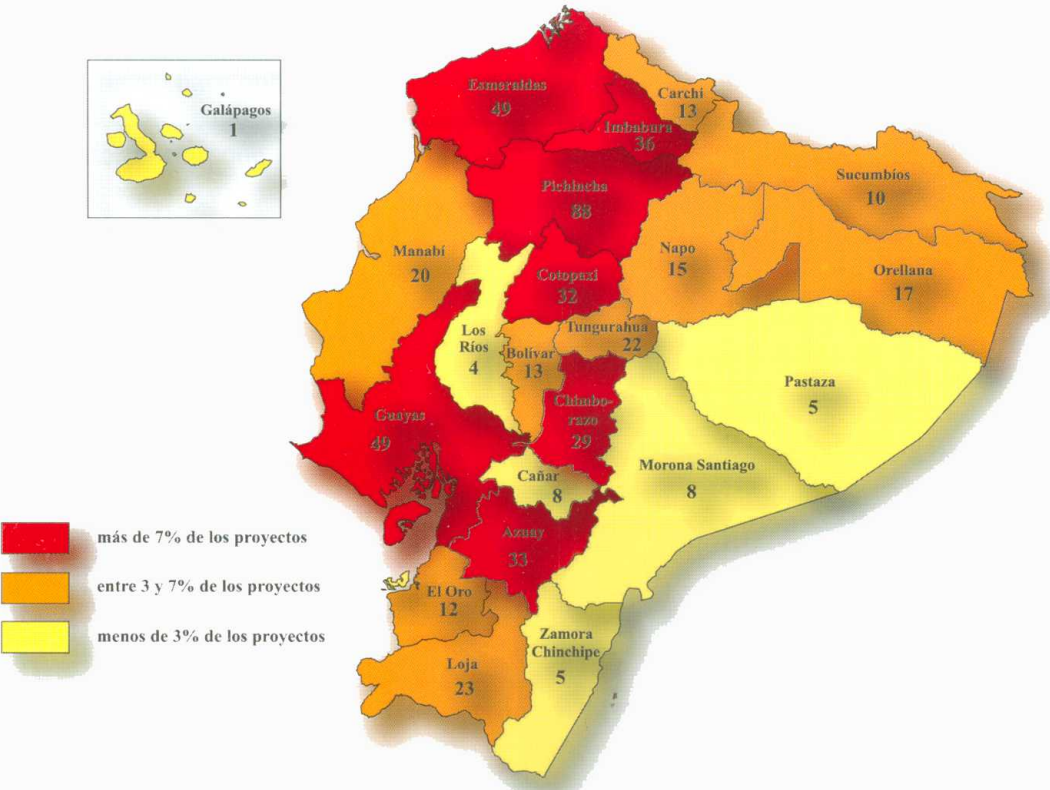 Esmeraldas
49
Carchi
13
Galápagos
1
Imbabura
36
Sucumbíos
10
Pichincha
88
Manabí
20
Napo
15
Cotopaxi
32
Orellana
17
Los
Ríos
4
Tungurahua
22
Bolívar
13
Pastaza
5
Chimbo-
razo
29
Guayas
49
Morona Santiago
8
Cañar
8
Azuay
33
más de 7% de los proyectos
entre 3 y 7% de los proyectos
menos de 3% de los proyectos
El Oro
12
Zamora
Chinchipe
5
Loja
23